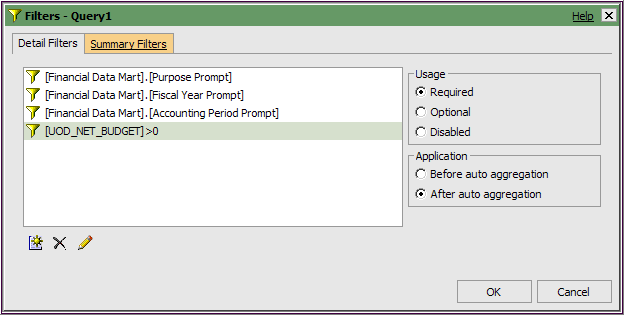 Filters - Query1
Help
Detail Filters
Summary Filters
[Financial Data Mart].[Purpose Prompt]
[Financial Data Mart].[Fiscal Year Prompt]
[Financial Data Mart].[Accounting Period Prompt]
[UOD_NET_BUDGET]>0
Usage
Required
Optional
Disabled
Application
Before auto aggregation
After auto aggregation
OK
Cancel